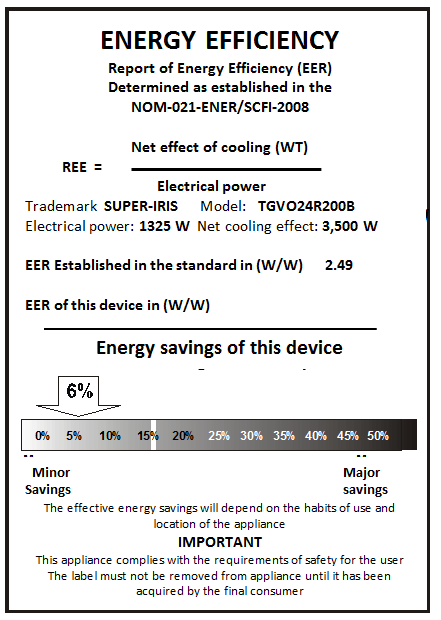 ENERGY EFFICIENCY
Report of Energy Efficiency (EER)
Determined as established in the
NOM-021-ENER/SCFI-2008
Net effect of cooling (WT)
REE =
Electrical power
Trademark SUPER-IRIS Model: TGVO24R200B
Electrical power: 1325 W Net cooling effect: 3,500 W
EER Established in the standard in (W/W) 2.49
EER of this device in (W/W)
Energy savings of this device
6%
0% 5% 10% 15% 20% 25% 30% 35% 40% 45% 50%
Minor Major
Savings savings
The effective energy savings will depend on the habits of use and
location of the appliance
IMPORTANT
This appliance complies with the requirements of safety for the user
The label must not be removed from appliance until it has been
acquired by the final consumer